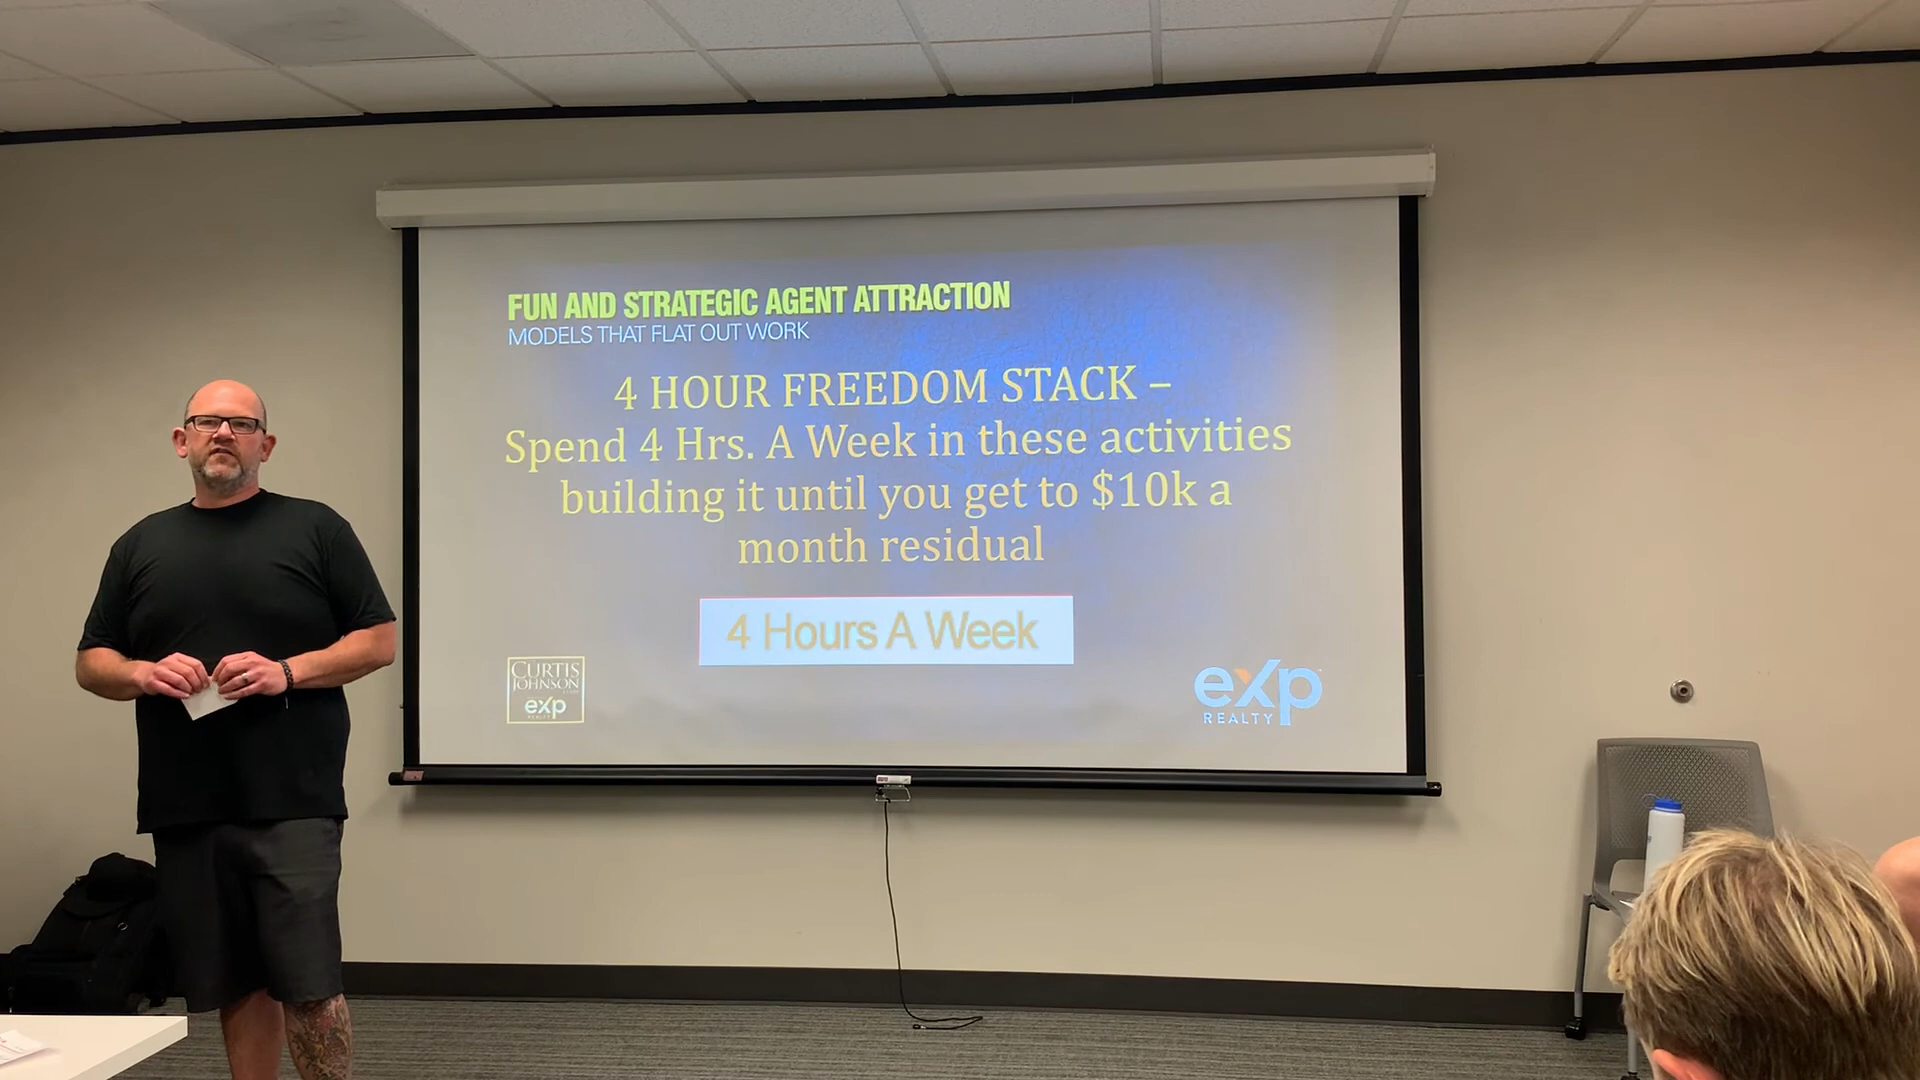 FUN AND STRATEGIC AGENT ATTRACTION
MODELS THAT FLAT OUT WORK
4 HOUR FREEDOM STACK –
Spend 4 Hrs. A Week in these activities
building it until you get to $10k a
month residual
4 Hours A Week
CURTIS
JOHNSON
exp
REALTY
exp
REALTY